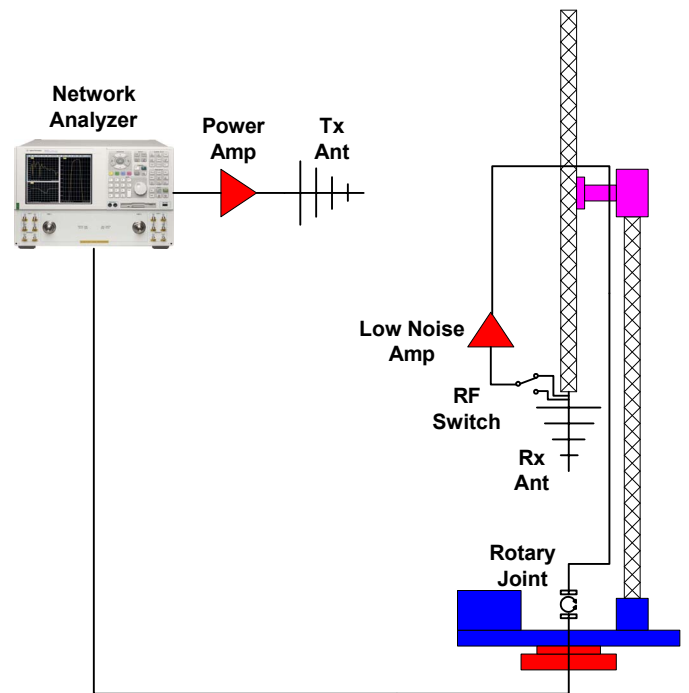 Network
Analyzer
Power
Amp
Tx
Ant
Low Noise
Amp
RF
Switch
Rx
Ant
Rotary
Joint